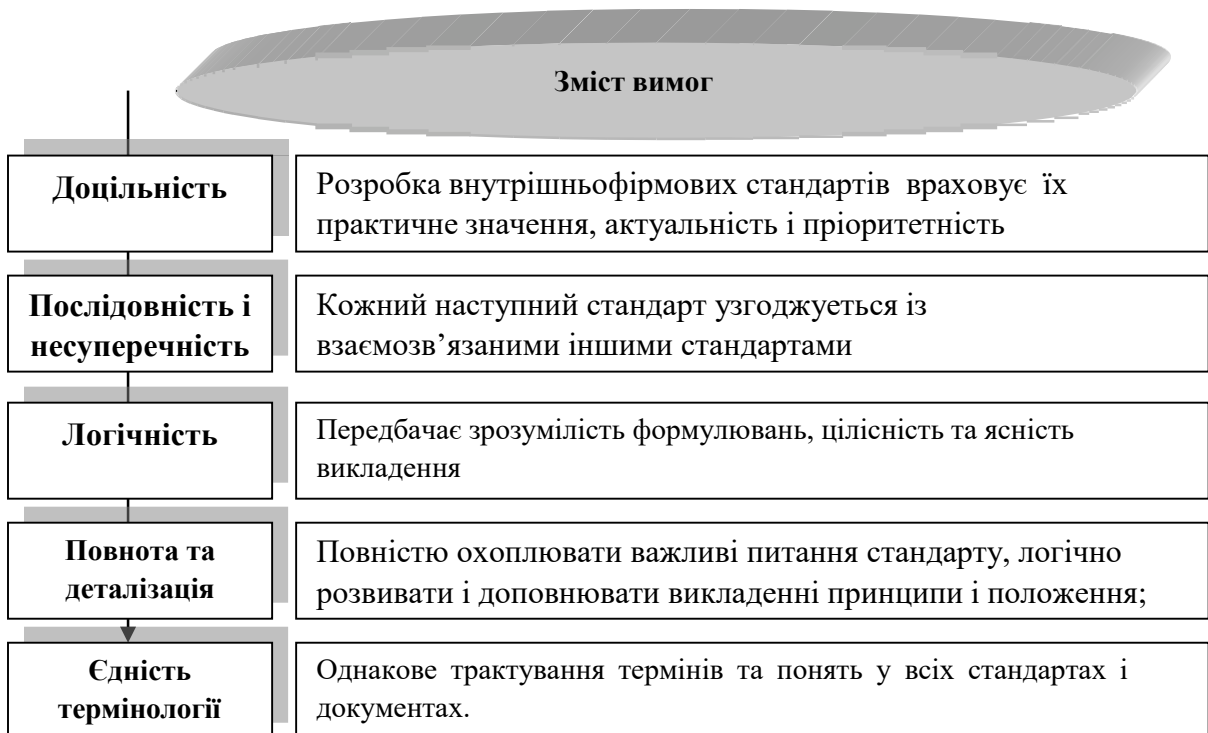 Зміст вимог
Доцільність
Розробка внутрішньофірмових стандартів враховує їх
практичне значення, актуальність і пріоритетність
Послідовність і
несуперечність
Кожний наступний стандарт узгоджується із
взаємозв’язаними іншими стандартами
Логічність
Передбачає зрозумілість формулювань, цілісність та ясність
викладення
Повнота та
деталізація
Повністю охоплювати важливі питання стандарту, логічно
розвивати і доповнювати викладенні принципи і положення;
Єдність
термінології
Однакове трактування термінів та понять у всіх стандартах і
документах.